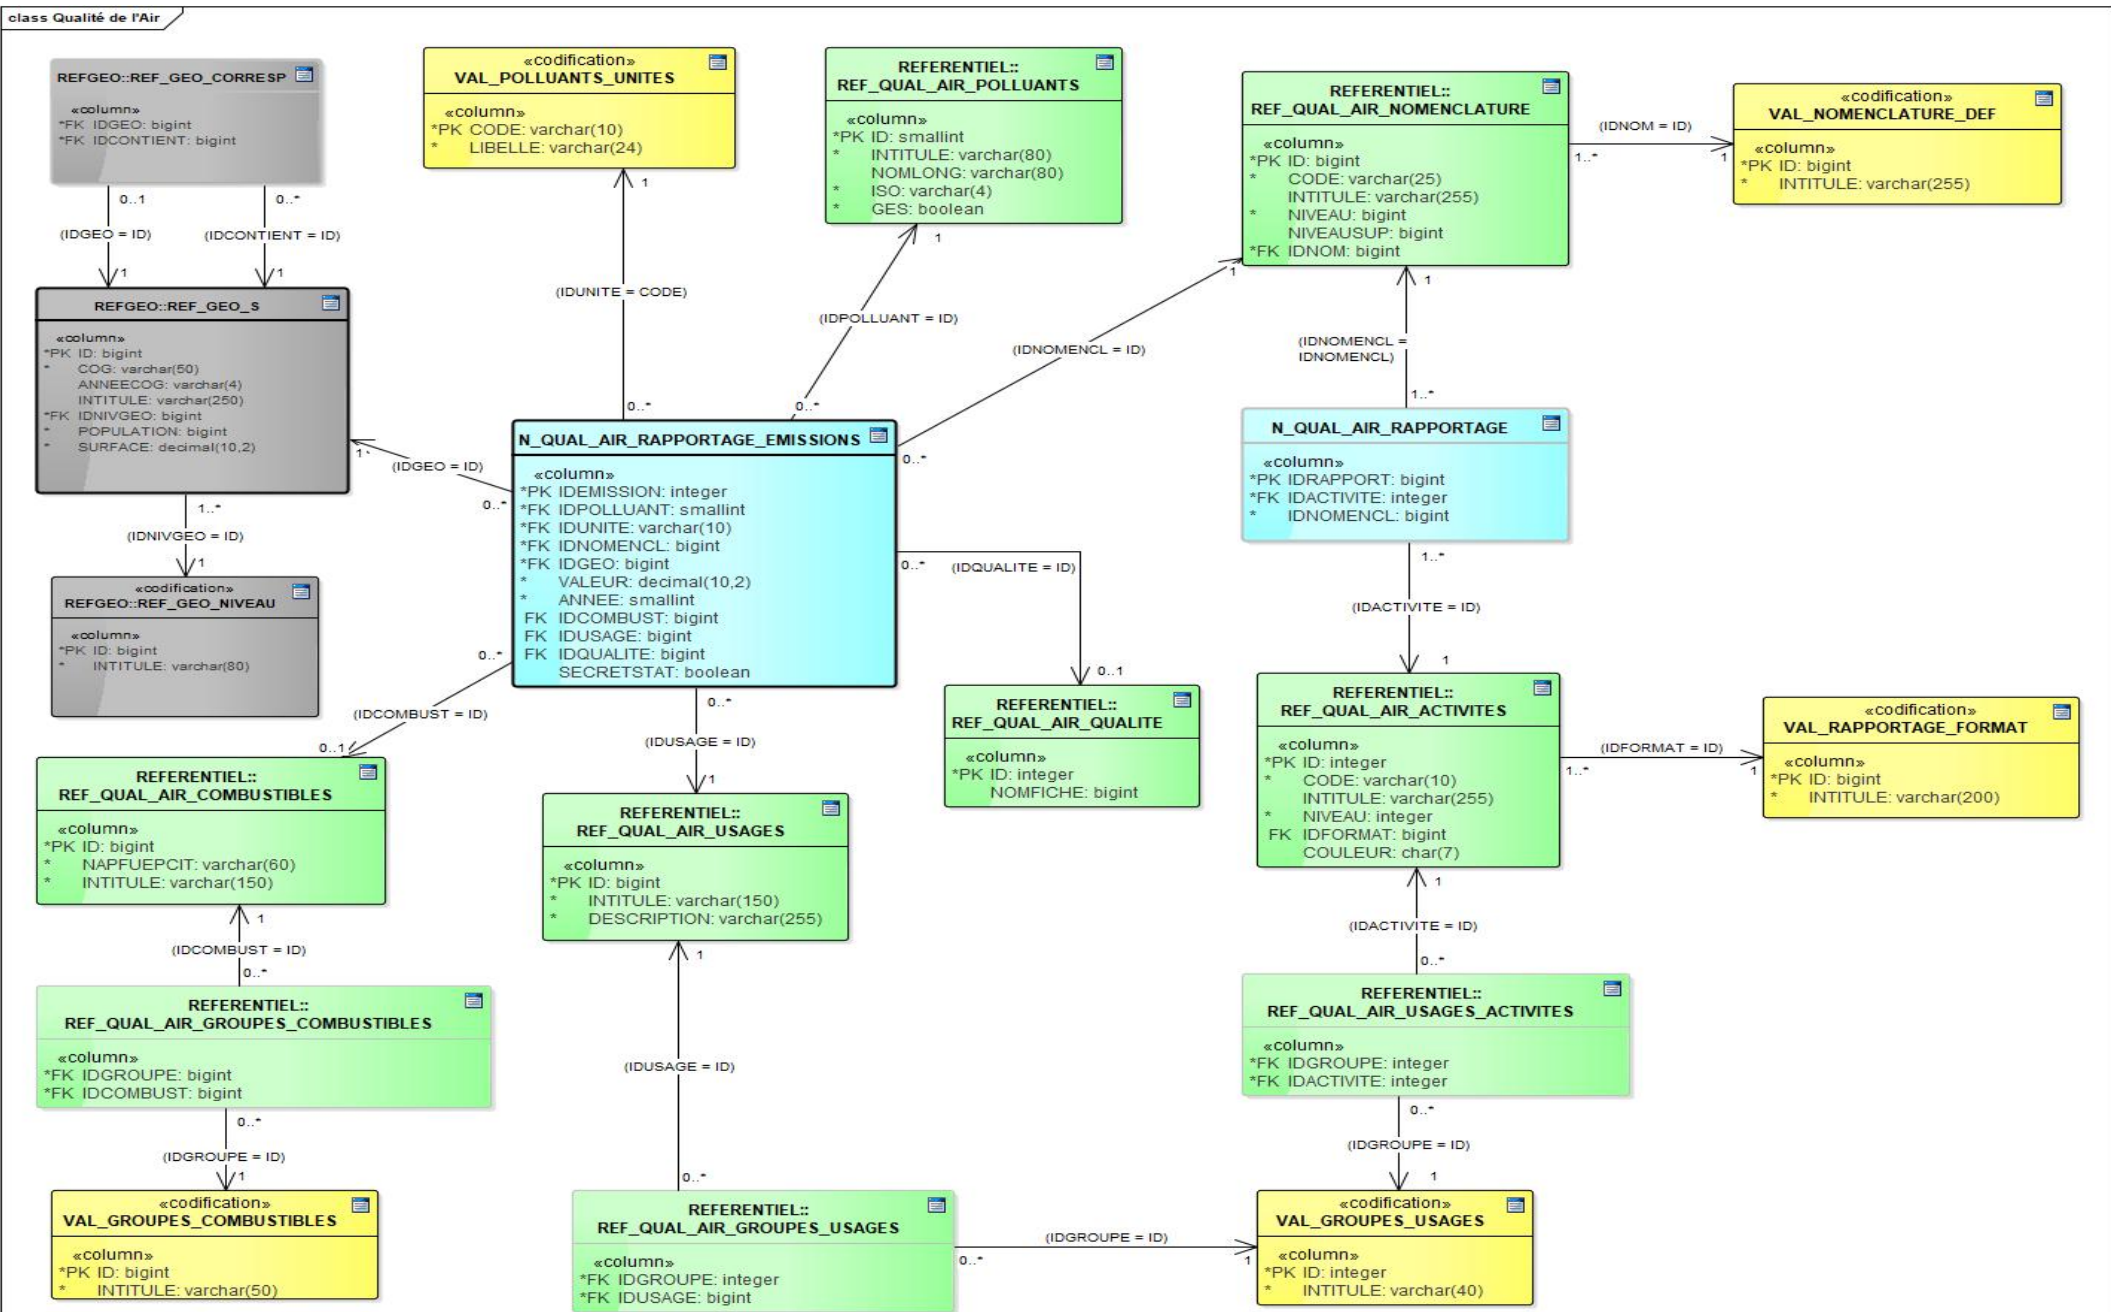 class Qualité de l'Air
REFGEO::REF_GEO_CORRESP
«column»
*FK IDGEO: bigint
*FK IDCONTIENT: bigint
0..1
0..*
(IDGEO = ID)
(IDCONTIENT = ID)
1
1
REFGEO::REF_GEO_S
«column»
*PK ID: bigint
* COG: varchar(50)
ANNEECOG: varchar(4)
INTITULE: varchar(250)
*FK IDNIVGEO: bigint
* POPULATION: bigint
* SURFACE: decimal(10,2)
1..*
(IDNIVGEO = ID)
1
«codification»
REFGEO::REF_GEO_NIVEAU
«column»
*PK ID: bigint
* INTITULE: varchar(80)
«codification»
VAL_POLLUANTS_UNITES
«column»
*PK CODE: varchar(10)
* LIBELLE: varchar(24)
1
(IDUNITE = CODE)
0..*
REFERENTIEL::
REF_QUAL_AIR_POLLUANTS
«column»
*PK ID: smallint
* INTITULE: varchar(80)
NOMLONG: varchar(80)
* ISO: varchar(4)
* GES: boolean
1
(IDPOLLUANT = ID)
0..*
REFERENTIEL::
REF_QUAL_AIR_NOMENCLATURE
«column»
*PK ID: bigint
* CODE: varchar(25)
INTITULE: varchar(255)
* NIVEAU: bigint
NIVEAUSUP: bigint
*FK IDNOM: bigint
(IDNOM = ID)
1..*
1
«codification»
VAL_NOMENCLATURE_DEF
«column»
*PK ID: bigint
* INTITULE: varchar(255)
1
(IDNOMENCL = ID)
0..*
1
(IDNOMENCL =
IDNOMENCL)
1..*
N_QUAL_AIR_RAPPORTAGE_EMISSIONS
«column»
*PK IDEMISSION: integer
*FK IDPOLLUANT: smallint
*FK IDUNITE: varchar(10)
*FK IDNOMENCL: bigint
*FK IDGEO: bigint
* VALEUR: decimal(10,2)
* ANNEE: smallint
FK IDCOMBUST: bigint
FK IDUSAGE: bigint
FK IDQUALITE: bigint
SECRETSTAT: boolean
1
(IDGEO = ID)
0..*
N_QUAL_AIR_RAPPORTAGE
«column»
*PK IDRAPPORT: bigint
*FK IDACTIVITE: integer
* IDNOMENCL: bigint
1..*
(IDACTIVITE = ID)
1
0..*
(IDQUALITE = ID)
0..1
REFERENTIEL::
REF_QUAL_AIR_QUALITE
«column»
*PK ID: integer
NOMFICHE: bigint
0..*
(IDCOMBUST = ID)
0..1
0..*
(IDUSAGE = ID)
1
REFERENTIEL::
REF_QUAL_AIR_COMBUSTIBLES
«column»
*PK ID: bigint
* NAPFUEPCIT: varchar(60)
* INTITULE: varchar(150)
1
(IDCOMBUST = ID)
0..*
REFERENTIEL::
REF_QUAL_AIR_USAGES
«column»
*PK ID: bigint
* INTITULE: varchar(150)
* DESCRIPTION: varchar(255)
1
(IDUSAGE = ID)
0..*
REFERENTIEL::
REF_QUAL_AIR_ACTIVITES
«column»
*PK ID: integer
* CODE: varchar(10)
INTITULE: varchar(255)
* NIVEAU: integer
FK IDFORMAT: bigint
COULEUR: char(7)
(IDFORMAT = ID)
1..*
1
«codification»
VAL_RAPPORTAGE_FORMAT
«column»
*PK ID: bigint
* INTITULE: varchar(200)
1
(IDACTIVITE = ID)
0..*
REFERENTIEL::
REF_QUAL_AIR_GROUPES_COMBUSTIBLES
«column»
*FK IDGROUPE: bigint
*FK IDCOMBUST: bigint
0..*
(IDGROUPE = ID)
1
«codification»
VAL_GROUPES_COMBUSTIBLES
«column»
*PK ID: bigint
* INTITULE: varchar(50)
REFERENTIEL::
REF_QUAL_AIR_USAGES_ACTIVITES
«column»
*FK IDGROUPE: integer
*FK IDACTIVITE: integer
0..*
(IDGROUPE = ID)
1
REFERENTIEL::
REF_QUAL_AIR_GROUPES_USAGES
«column»
*FK IDGROUPE: integer
*FK IDUSAGE: bigint
(IDGROUPE = ID)
0..*
1
«codification»
VAL_GROUPES_USAGES
«column»
*PK ID: integer
* INTITULE: varchar(40)